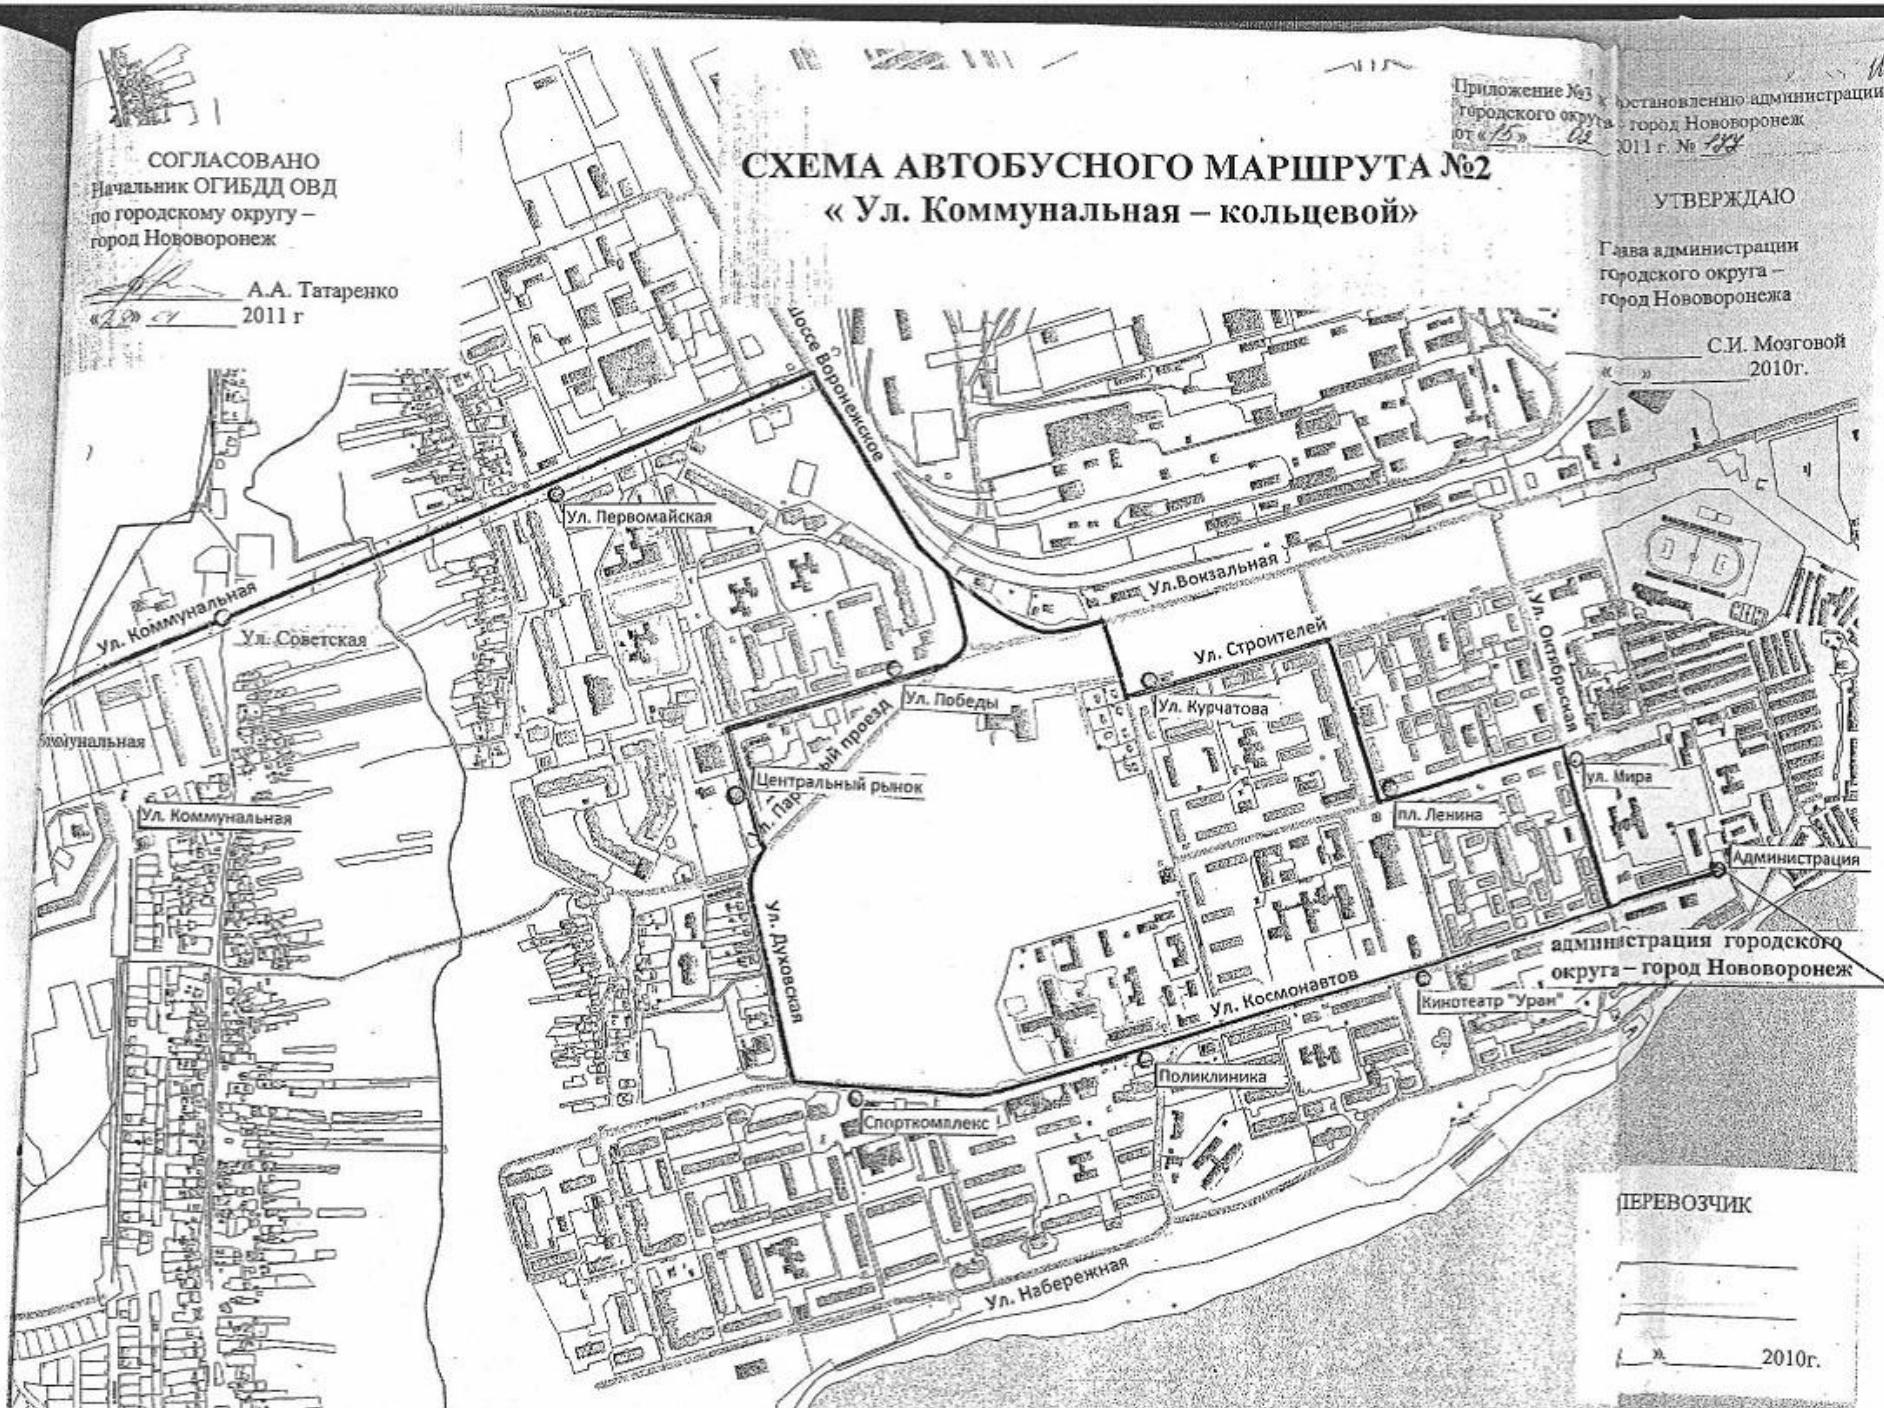 Приложение №3 к постановлению администрации
городского округа – город Нововоронеж
от «15» 02 2011 г. №
СОГЛАСОВАНО
Начальник ОГИБДД ОВД
по городскому округу –
город Нововоронеж
А.А. Татаренко
2011 г
СХЕМА АВТОБУСНОГО МАРШРУТА №2
« Ул. Коммунальная – кольцевой»
УТВЕРЖДАЮ
Глава администрации
городского округа –
город Нововоронежа
С.И. Мозговой
« » 2010г.
Шоссе Воронежское
Ул. Первомайская
Ул.Вокзальная
Ул. Коммунальная
Ул. Советская
Ул. Строителей
Ул. Октябрьская
Ул. Победы
Ул. Курчатова
Центральный рынок
ул. Мира
Ул. Коммунальная
пл. Ленина
Администрация
Ул. Духовская
администрация городского
округа – город Нововоронеж
Ул. Космонавтов
Кинотеатр "Уран"
Поликлиника
Спорткомплекс
Ул. Набережная
ПЕРЕВОЗЧИК
« » 2010г.